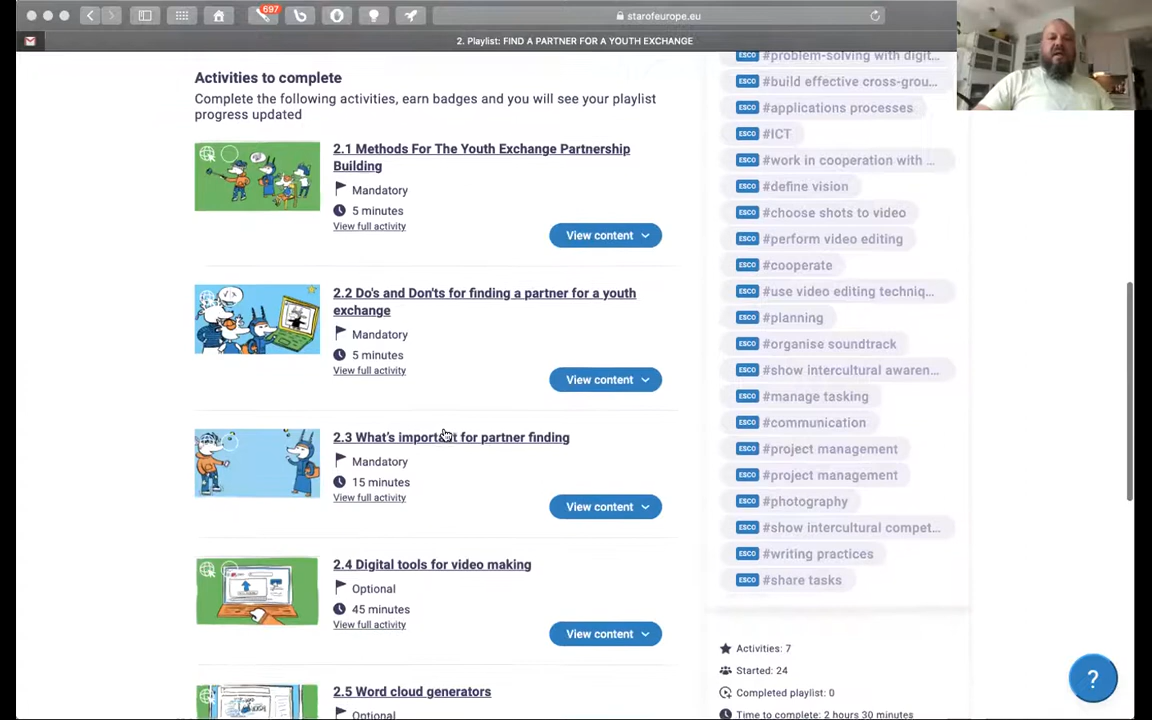 697
starofeurope.eu
2. Playlist: FIND A PARTNER FOR A YOUTH EXCHANGE
Activities to complete
Complete the following activities, earn badges and you will see your playlist
progress updated
2.1 Methods For The Youth Exchange Partnership
Building
Mandatory
5 minutes
View full activity
View content
2.2 Do's and Don'ts for finding a partner for a youth
exchange
Mandatory
5 minutes
View full activity
View content
2.3 What's important for partner finding
Mandatory
15 minutes
View full activity
View content
2.4 Digital tools for video making
Optional
45 minutes
View full activity
View content
2.5 Word cloud generators
Optional
#problem-solving with digit...
ESCO #build effective cross-grou...
ESCO #applications processes
ESCO #ICT
ESCO #work in cooperation with ...
ESCO #define vision
ESCO #choose shots to video
ESCO #perform video editing
ESCO #cooperate
ESCO #use video editing techniq...
ESCO #planning
ESCO #organise soundtrack
ESCO #show intercultural awaren...
ESCO #manage tasking
ESCO #communication
ESCO #project management
ESCO #project management
ESCO #photography
ESCO #show intercultural compet...
ESCO #writing practices
ESCO #share tasks
Activities: 7
Started: 24
Completed playlist: 0
Time to complete: 2 hours 30 minutes
?